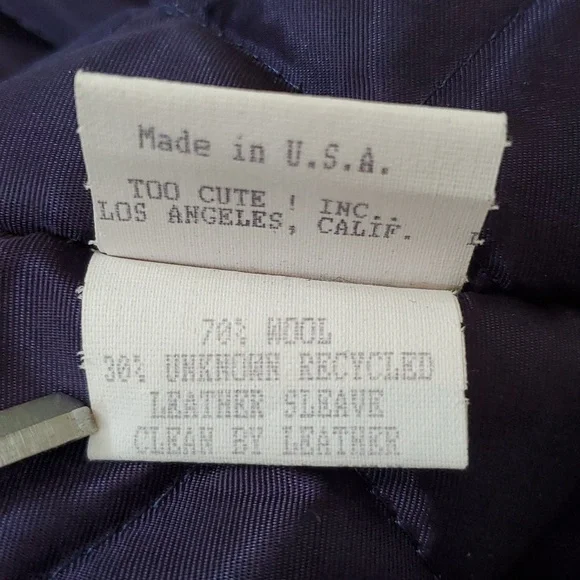 Made in U.S.A.
TOO CUTE ! INC..
LOS ANGELES, CALIF.
70% WOOL
30% UNKNOWN RECYCLED
LEATHER SLEAVE
CLEAN BY LEATHER